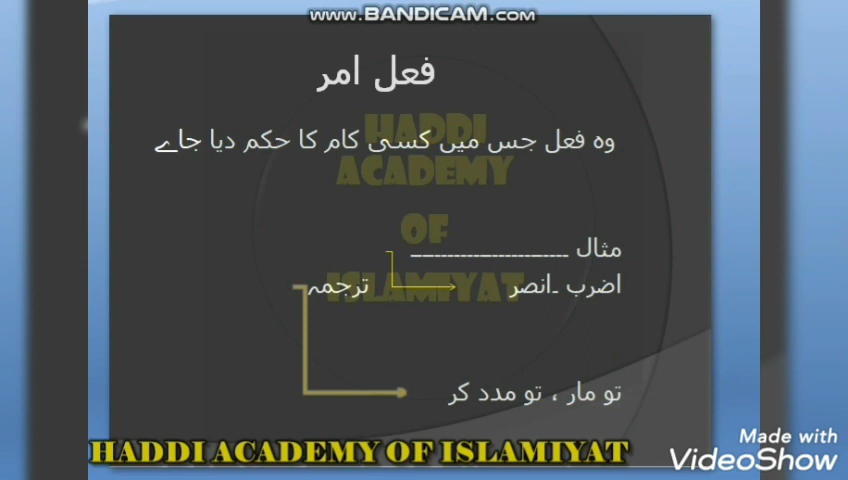 www.BANDICAM.com
فعل امر
وہ فعل جس میں کسی کام کا حکم دیا جاے
HADDI
ACADEMY
OF
ISLAMIYAT
مثال ........................
اضرب ۔انصر
ترجمہ
تو مار ، تو مدد کر
HADDI ACADEMY OF ISLAMIYAT
Made with
VideoShow